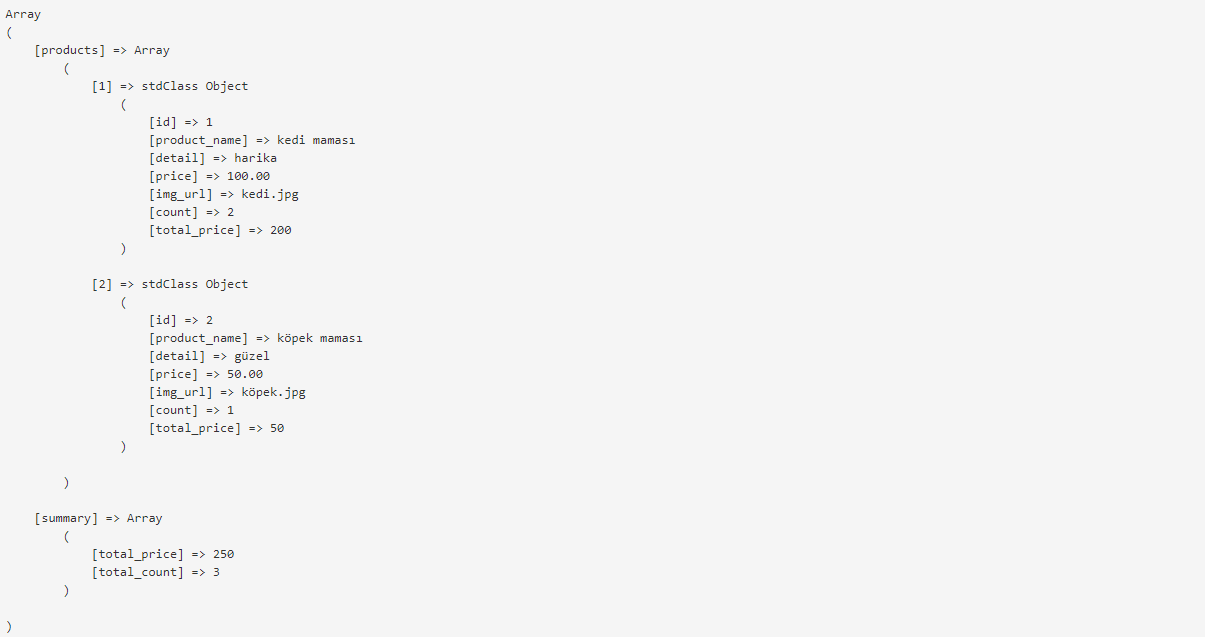 Array
(
    [products] => Array
        (
            [1] => stdClass Object
                (
                    [id] => 1
                    [product_name] => kedi maması
                    [detail] => harika
                    [price] => 100.00
                    [img_url] => kedi.jpg
                    [count] => 2
                    [total_price] => 200
                )

            [2] => stdClass Object
                (
                    [id] => 2
                    [product_name] => köpek maması
                    [detail] => güzel
                    [price] => 50.00
                    [img_url] => köpek.jpg
                    [count] => 1
                    [total_price] => 50
                )

        )

    [summary] => Array
        (
            [total_price] => 250
            [total_count] => 3
        )

)